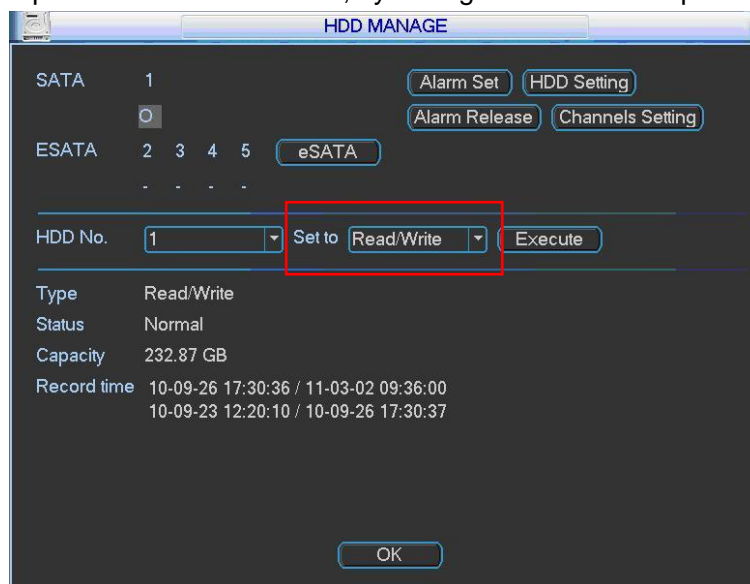 HDD MANAGE
SATA 1 Alarm Set HDD Setting
O Alarm Release Channels Setting
ESATA 2 3 4 5 eSATA
- - - -
HDD No. 1 Set to Read/Write Execute
Type Read/Write
Status Normal
Capacity 232.87 GB
Record time 10-09-26 17:30:36 / 11-03-02 09:36:00
10-09-23 12:20:10 / 10-09-26 17:30:37
OK